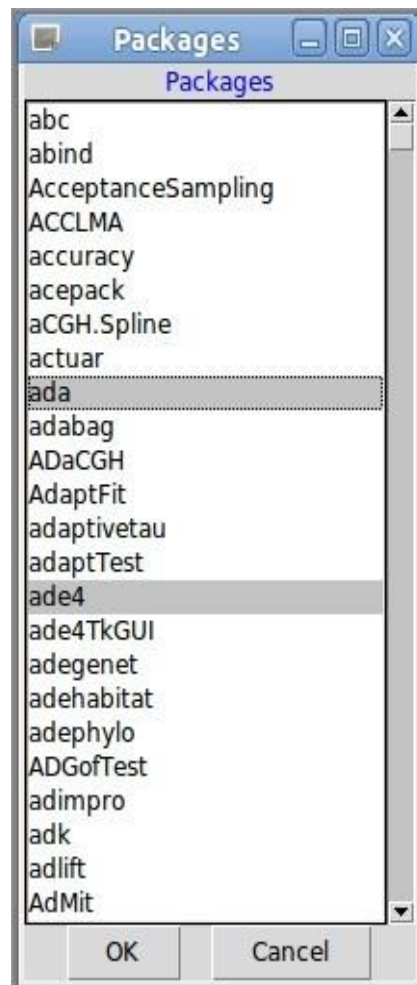 Packages
Packages
abc
abind
AcceptanceSampling
ACCLMA
accuracy
acepack
aCGH.Spline
actuar
ada
adabag
ADaCGH
AdaptFit
adaptivetau
adaptTest
ade4
ade4TkGUI
adegenet
adehabitat
adephylo
ADGofTest
adimpro
adk
adlift
AdMit
OK Cancel